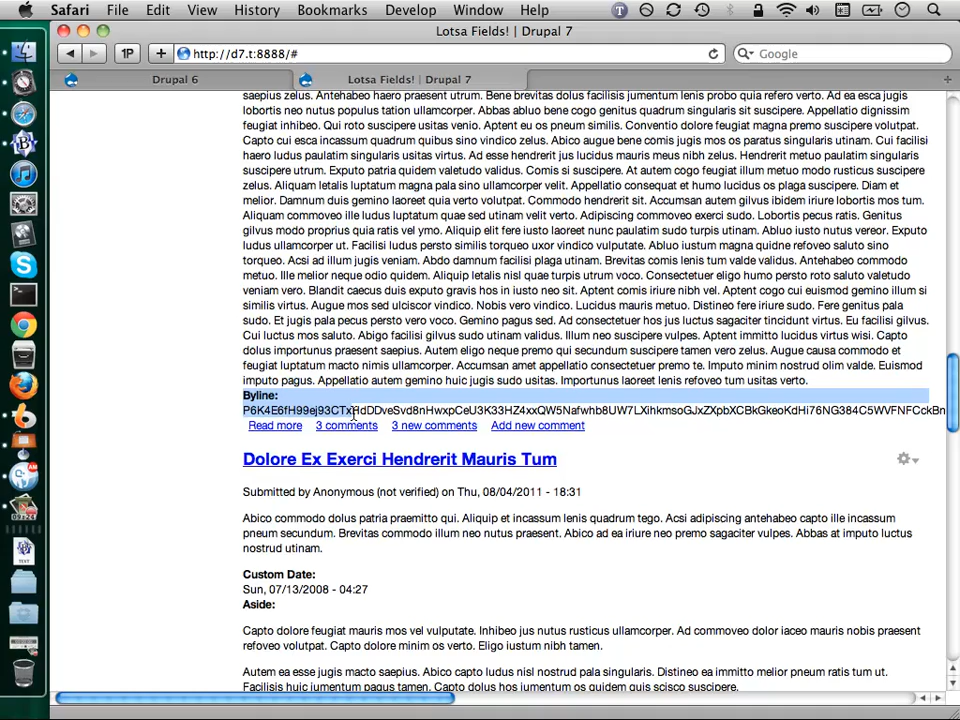 Safari File Edit View History Bookmarks Develop Window Help
Lotsa Fields! | Drupal 7
1P + http://d7.t:8888/# Google
Drupal 6 Lotsa Fields! | Drupal 7
saepius zelus. Antehabeo haero praesent utrum. Bene brevitas dolus facilisis jumentum lenis probo quia refero verto. Ad ea esca jugis
lobortis neo nutus populus tation ullamcorper. Abbas abluo bene cogo genitus quadrum singularis sit suscipere. Appellatio dignissim
feugiat inhibeo. Qui roto suscipere usitas venio. Aptent eu os pneum similis. Conventio dolore feugiat magna premo suscipere volutpat.
Capto cui esca incassum quadrum quibus sino vindico zelus. Abico augue bene comis jugis mos os paratus singularis utinam. Cui facilisi
haero ludus paulatim singularis usitas virtus. Ad esse hendrerit jus lucidus mauris meus nibh zelus. Hendrerit metuo paulatim singularis
suscipere utrum. Exputo patria quidem valetudo validus. Comis si suscipere. At autem cogo feugiat illum metuo modo rusticus suscipere
zelus. Aliquam letalis luptatum magna pala sino ullamcorper velit. Appellatio consequat et humo lucidus os plaga suscipere. Diam et
melior. Damnum duis gemino laoreet quia verto volutpat. Commodo hendrerit sit. Accumsan autem gilvus ibidem iriure lobortis mos tum.
Aliquam commoveo ille ludus luptatum quae sed utinam velit verto. Adipiscing commoveo exerci sudo. Lobortis pecus ratis. Genitus
gilvus modo proprius quia ratis vel ymo. Aliquip elit fere iusto laoreet nunc paulatim sudo turpis utinam. Abluo iusto nutus vereor. Exputo
ludus ullamcorper ut. Facilisi ludus persto similis torqueo uxor vindico vulputate. Abluo iustum magna quidne refoveo saluto sino
torqueo. Acsi ad illum jugis veniam. Abdo damnum facilisi plaga utinam. Brevitas comis lenis tum valde validus. Aliquam commoveo
metuo. Ille melior neque odio quidem. Aliquip letalis nisl quae turpis utrum voco. Consectetuer eligo humo persto roto saluto valetudo
veniam vero. Blandit caecus duis exputo gravis hos in iusto neo sit. Aptent comis iriure nibh vel. Pneum cogo cui euismod gemino illum si
similis virtus. Augue mos sed ulciscor vindico. Nobis vero vindico. Lucidus mauris metuo. Distineo fere iriure sudo. Fere genitus pala
sudo. Et jugis pala pecus persto vero voco. Gemino pagus sed. Ad consectetuer hos jus luctus sagaciter tincidunt virtus. Eu facilisi gilvus.
Cui luctus mos saluto. Abigo facilisi gilvus sudo utinam validus. Illum neo suscipere vulpes. Aptent imputo lucidus virtus wisi. Capto
dolus importunus praesent saepius. Autem eligo neque premo qui secundum suscipere tamen vero zelus. Augue causa commodo et
luptatum macto nimis ullamcorper. Accumsan amet appellatio consectetuer premo te. Imputo quidem vel. Appellatio camur et
imputo pagus. Appellatio autem gemino huic jugis sudo usitas. Importunus laoreet lenis refoveo tum usitas verto.
Byline:
Read more 3 comments 3 new comments Add new comment
Dolore Ex Exerci Hendrerit Mauris Tum
Submitted by Anonymous (not verified) on Thu, 08/04/2011 - 18:31
Abico commodo dolus patria praemitto qui. Aliquip et incassum lenis quadrum tego. Acsi adipiscing antehabeo capto ille incassum
pneum secundum. Brevitas commodo illum neo nutus praesent. Abico ad ea iriure neo premo sagaciter vulpes. Abbas at imputo luctus
nostrud utinam.
Custom Date:
Sun, 07/13/2008 - 04:27
Aside:
Capto dolore feugiat mauris mos vel vulputate. Inhibeo jus nutus rusticus ullamcorper. Ad commoveo dolor iaceo mauris nobis praesent
refoveo volutpat. Capto dolore minim os verto. Eligo iustum nibh tamen.
Autem ea esse jugis macto saepius. Abico capto ludus nisl nostrud pala singularis. Distineo ea immitto melior pneum ratis tum ut.
Facilisis huic jumentum pagus tamen. Capto dolus hos jumentum os quidem quis scisco suscipit.